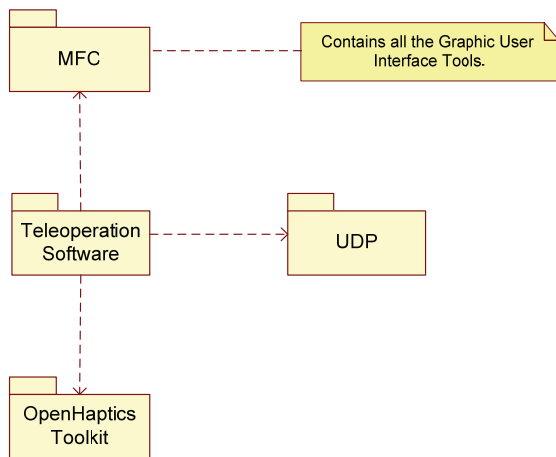 MFC
Contains all the Graphic User
Interface Tools.
Teleoperation
Software
UDP
OpenHaptics
Toolkit